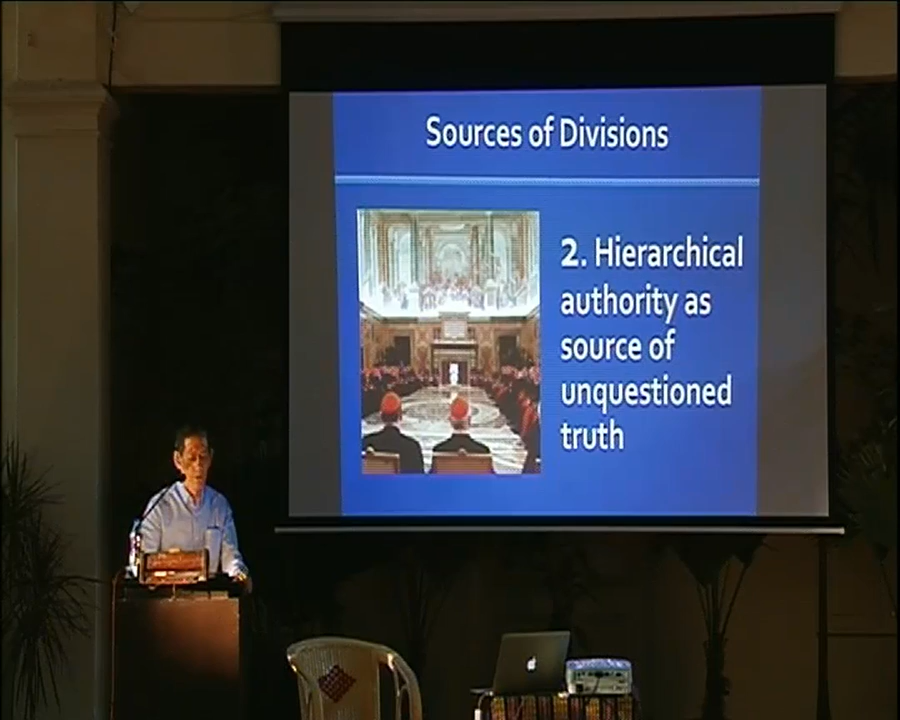 Sources of Divisions
2. Hierarchical
authority as
source of
unquestioned
truth